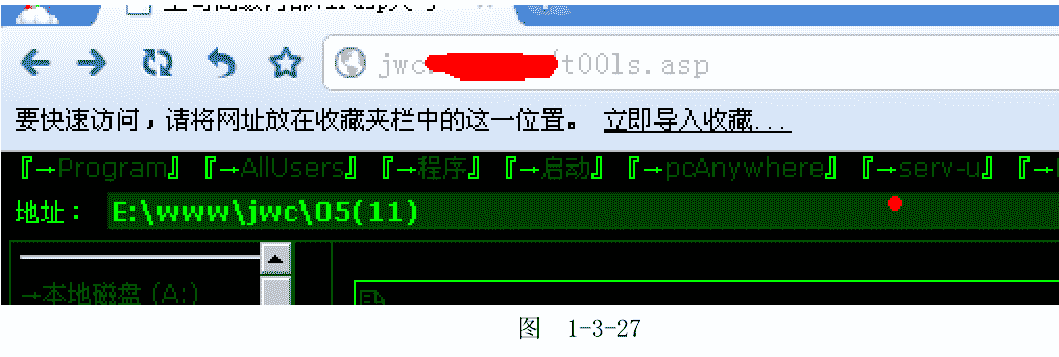 jwc. t00ls.asp
要快速访问，请将网址放在收藏夹栏中的这一位置。 立即导入收藏...
『→Program』 『→AllUsers』 『→程序』 『→启动』 『→pcAnywhere』 『→serv-u』 『→
地址： E:\www\jwc\05(11)
→本地磁盘 (A:)
图 1-3-27